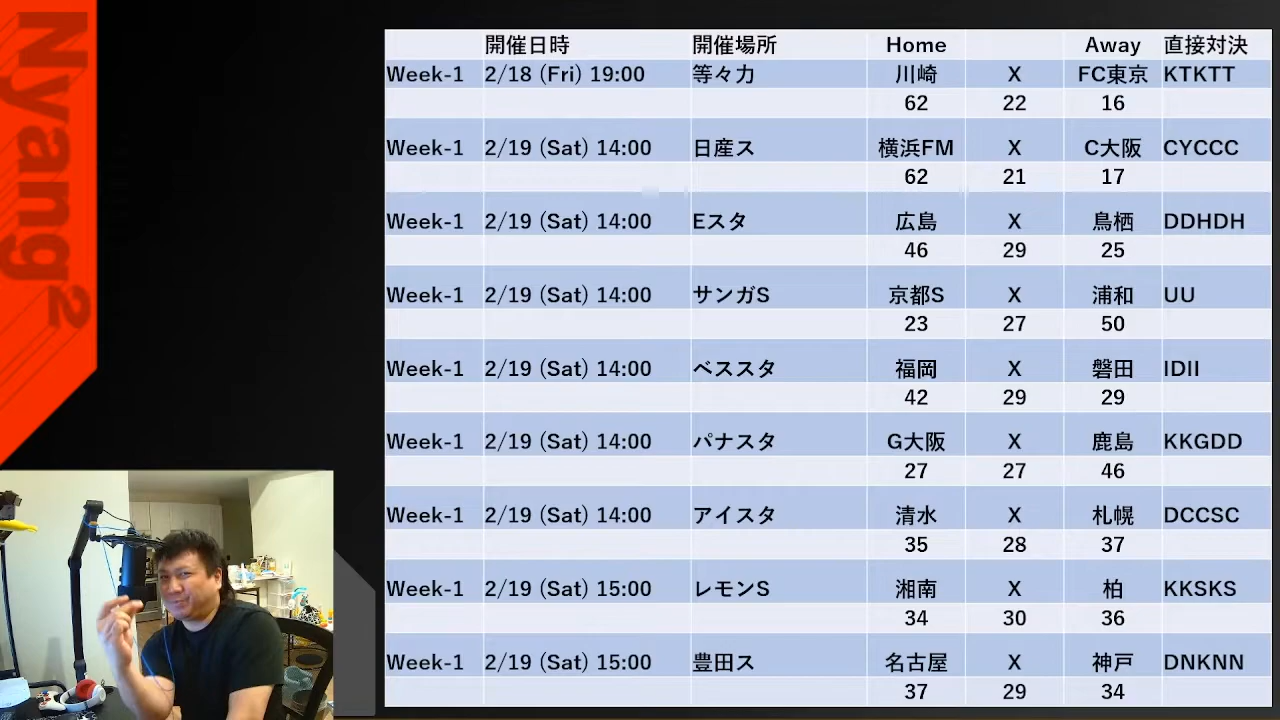 Nyang²
開催日時 開催場所 Home Away 直接対決
Week-1 2/18 (Fri) 19:00 等々力 川崎 X FC東京 KTKTT
62 22 16
Week-1 2/19 (Sat) 14:00 日産ス 横浜FM X C大阪 CYCCC
62 21 17
Week-1 2/19 (Sat) 14:00 Eスタ 広島 X 鳥栖 DDHDH
46 29 25
Week-1 2/19 (Sat) 14:00 サンガS 京都S X 浦和 UU
23 27 50
Week-1 2/19 (Sat) 14:00 ベススタ 福岡 X 磐田 IDII
42 29 29
Week-1 2/19 (Sat) 14:00 パナスタ G大阪 X 鹿島 KKGDD
27 27 46
Week-1 2/19 (Sat) 14:00 アイスタ 清水 X 札幌 DCCSC
35 28 37
Week-1 2/19 (Sat) 15:00 レモンS 湘南 X 柏 KKSKS
34 30 36
Week-1 2/19 (Sat) 15:00 豊田ス 名古屋 X 神戸 DNKNN
37 29 34